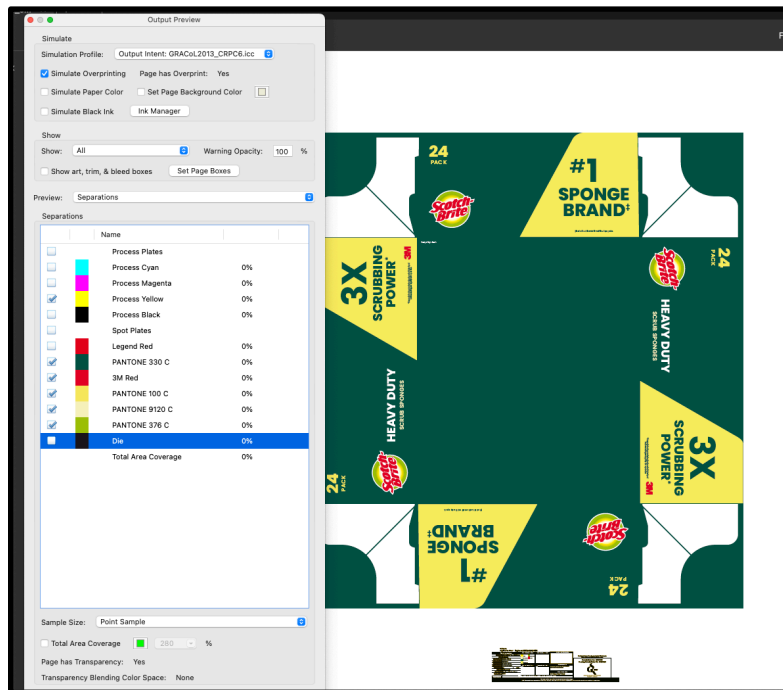 Output Preview
Simulate
Simulation Profile: Output Intent: GRACoL2013_CRPC6.icc
Simulate Overprinting Page has Overprint: Yes
Simulate Paper Color Set Page Background Color
Simulate Black Ink Ink Manager
Show
Show: All Warning Opacity: 100 %
Show art, trim, & bleed boxes Set Page Boxes
Preview: Separations
Separations
Name
Process Plates
Process Cyan 0%
Process Magenta 0%
Process Yellow 0%
Process Black 0%
Spot Plates
Legend Red 0%
PANTONE 330 C 0%
3M Red 0%
PANTONE 100 C 0%
PANTONE 9120 C 0%
PANTONE 376 C 0%
Die 0%
Total Area Coverage 0%
Sample Size: Point Sample
Total Area Coverage 280 %
Page has Transparency: Yes
Transparency Blending Color Space: None
24
PACK
Scotch-
Brite
#1
SPONGE
BRAND‡
3X
SCRUBBING
POWER*
3M
Scotch-
Brite
24
PACK
HEAVY DUTY
SCRUB SPONGES
HEAVY DUTY
SCRUB SPONGES
Scotch-
Brite
24
PACK
3X
SCRUBBING
POWER*
3M
#1
SPONGE
BRAND‡
Scotch-
Brite
24
PACK